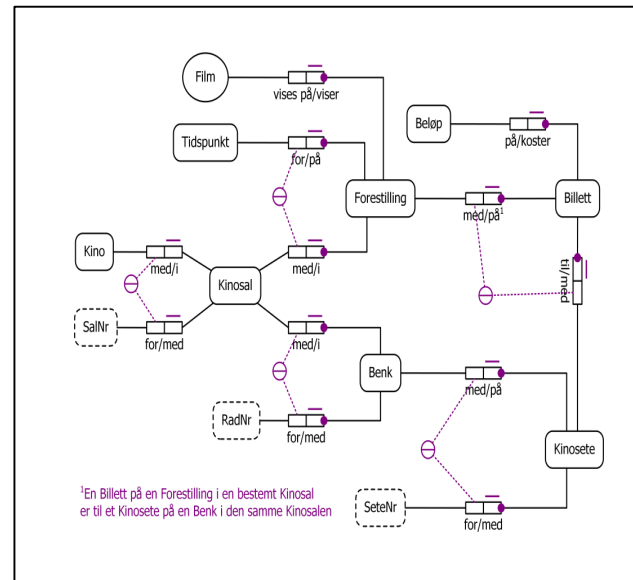 Film
vises på/viser
Beløp
på/koster
Tidspunkt
for/på
Forestilling
med/på¹
Billett
til/med
Kino
med/i
med/i
Kinosal
SalNr
for/med
med/i
Benk
med/på
RadNr
for/med
Kinosete
SeteNr
for/med
¹En Billett på en Forestilling i en bestemt Kinosal
er til et Kinosete på en Benk i den samme Kinosalen